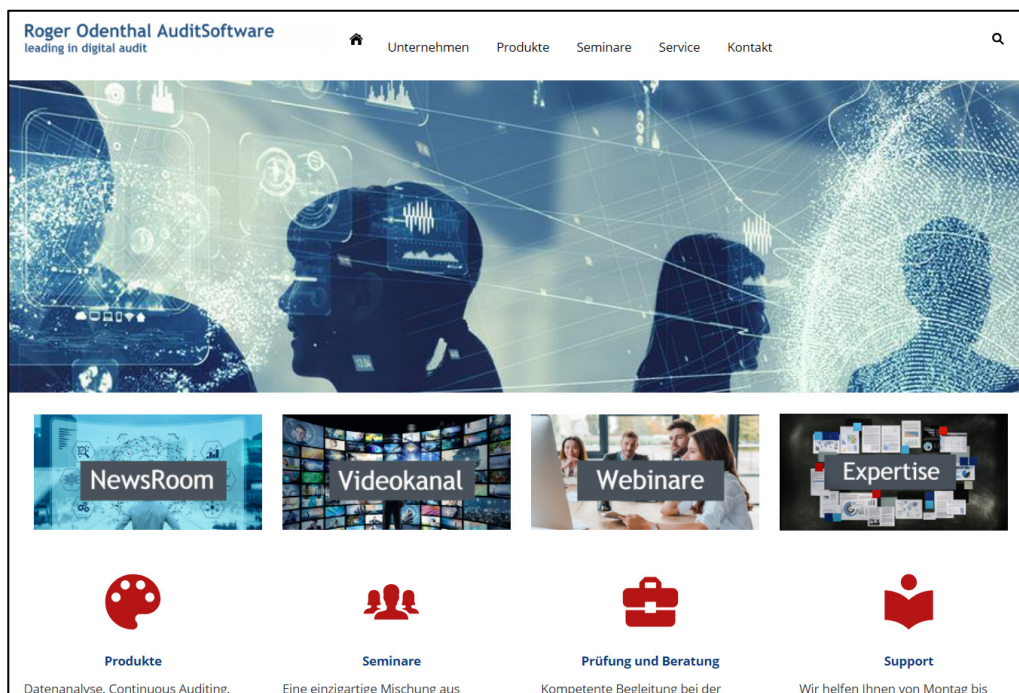 Roger Odenthal AuditSoftware
leading in digital audit
Unternehmen Produkte Seminare Service Kontakt
13:04
NewsRoom Videokanal Webinare Expertise
Produkte Seminare Prüfung und Beratung Support
Datenanalyse, Continuous Auditing, Eine einzigartige Mischung aus Kompetente Begleitung bei der Wir helfen Ihnen von Montag bis